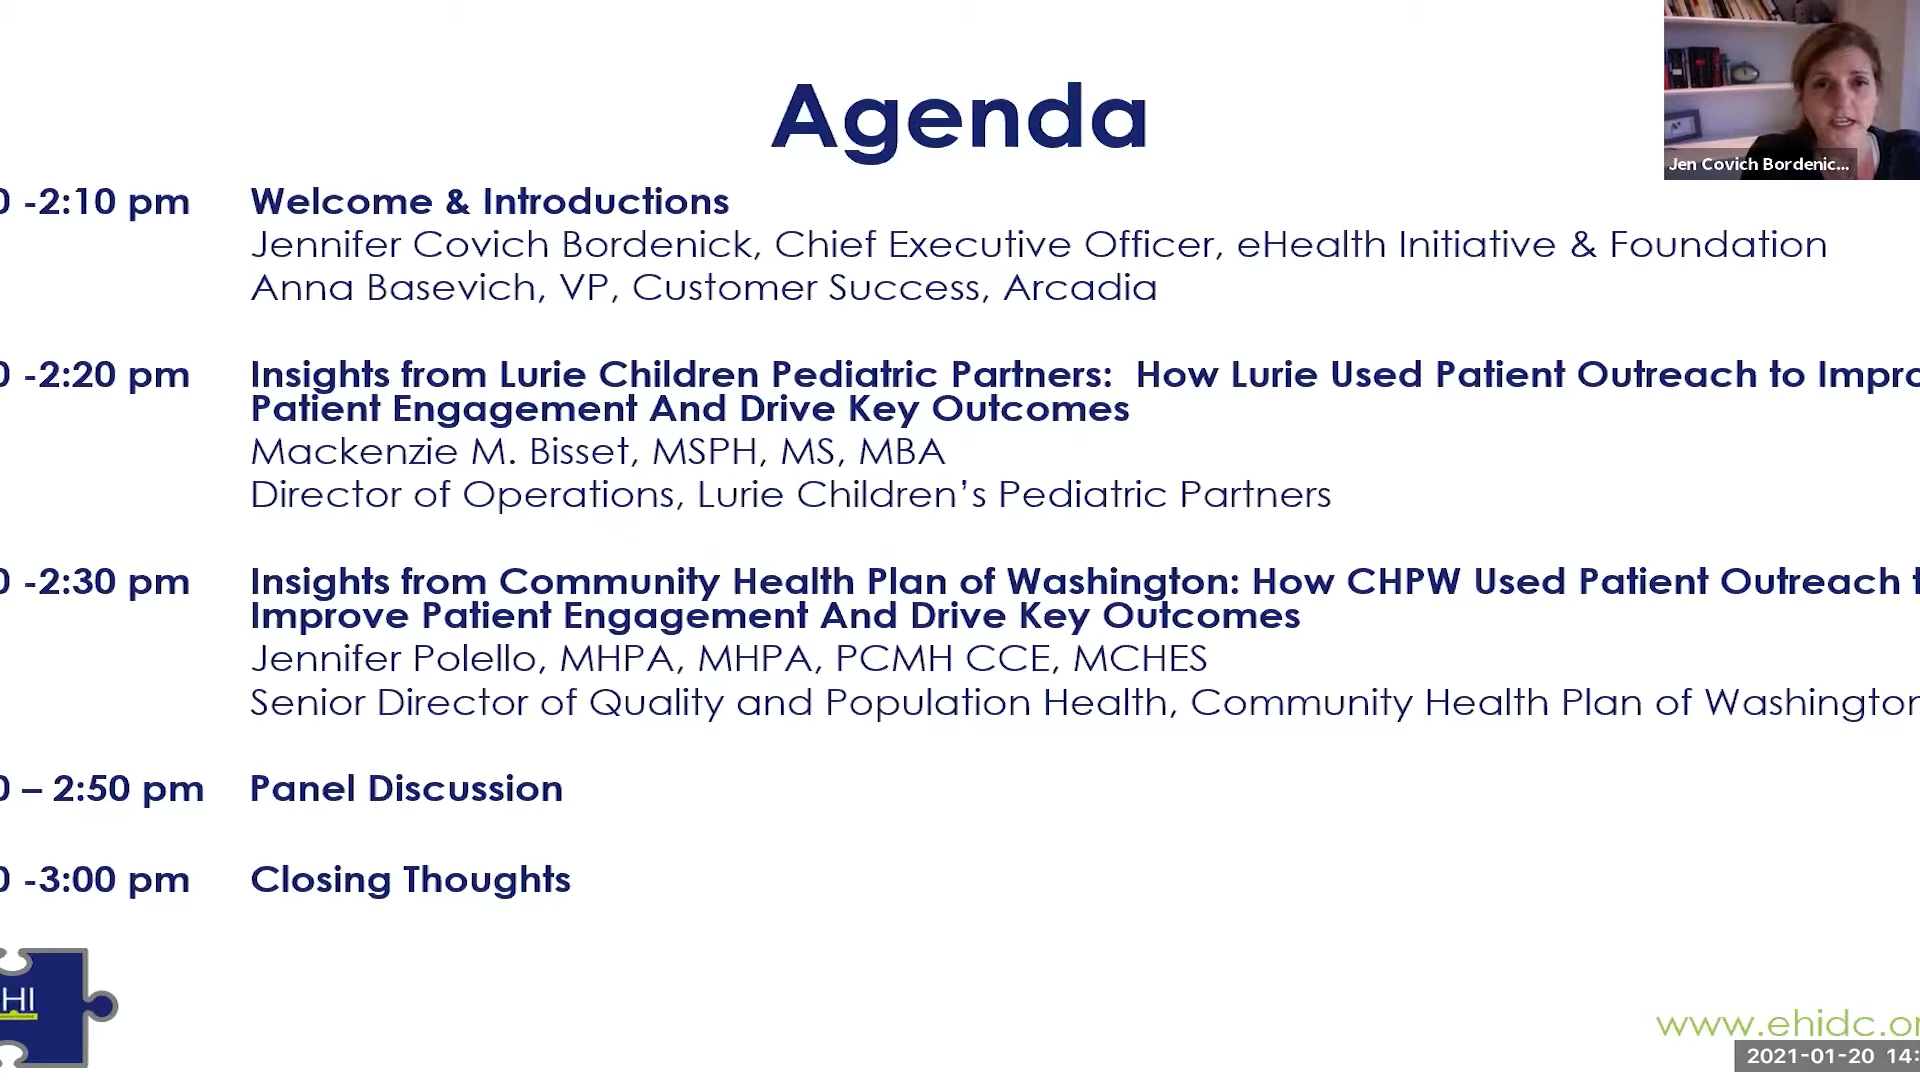 Agenda
Jen Covich Bordenic...
0 -2:10 pm Welcome & Introductions
Jennifer Covich Bordenick, Chief Executive Officer, eHealth Initiative & Foundation
Anna Basevich, VP, Customer Success, Arcadia
0 -2:20 pm Insights from Lurie Children Pediatric Partners: How Lurie Used Patient Outreach to Impro
Patient Engagement And Drive Key Outcomes
Mackenzie M. Bisset, MSPH, MS, MBA
Director of Operations, Lurie Children’s Pediatric Partners
0 -2:30 pm Insights from Community Health Plan of Washington: How CHPW Used Patient Outreach t
Improve Patient Engagement And Drive Key Outcomes
Jennifer Polello, MHPA, MHPA, PCMH CCE, MCHES
Senior Director of Quality and Population Health, Community Health Plan of Washington
0 – 2:50 pm Panel Discussion
0 -3:00 pm Closing Thoughts
HI
www.ehidc.or
2021-01-20 14: